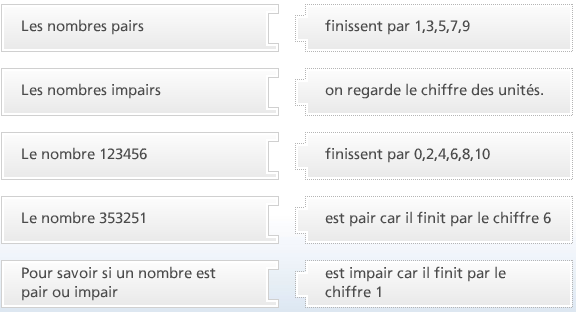 Les nombres pairs
finissent par 1,3,5,7,9
Les nombres impairs
on regarde le chiffre des unités.
Le nombre 123456
finissent par 0,2,4,6,8,10
Le nombre 353251
est pair car il finit par le chiffre 6
Pour savoir si un nombre est
pair ou impair
est impair car il finit par le
chiffre 1